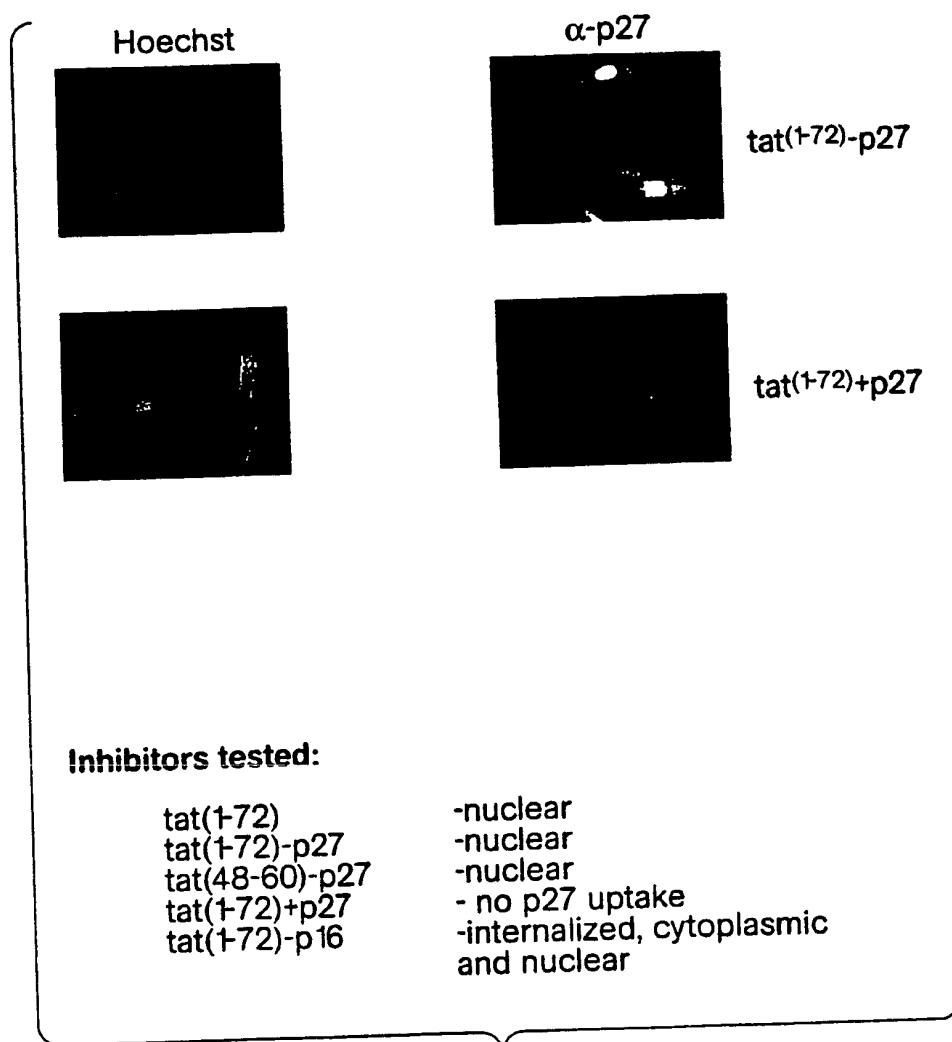 Hoechst
α-p27
tat(1-72)-p27
tat(1-72)+p27
Inhibitors tested:
tat(1-72) -nuclear
tat(1-72)-p27 -nuclear
tat(48-60)-p27 -nuclear
tat(1-72)+p27 - no p27 uptake
tat(1-72)-p16 -internalized, cytoplasmic
and nuclear